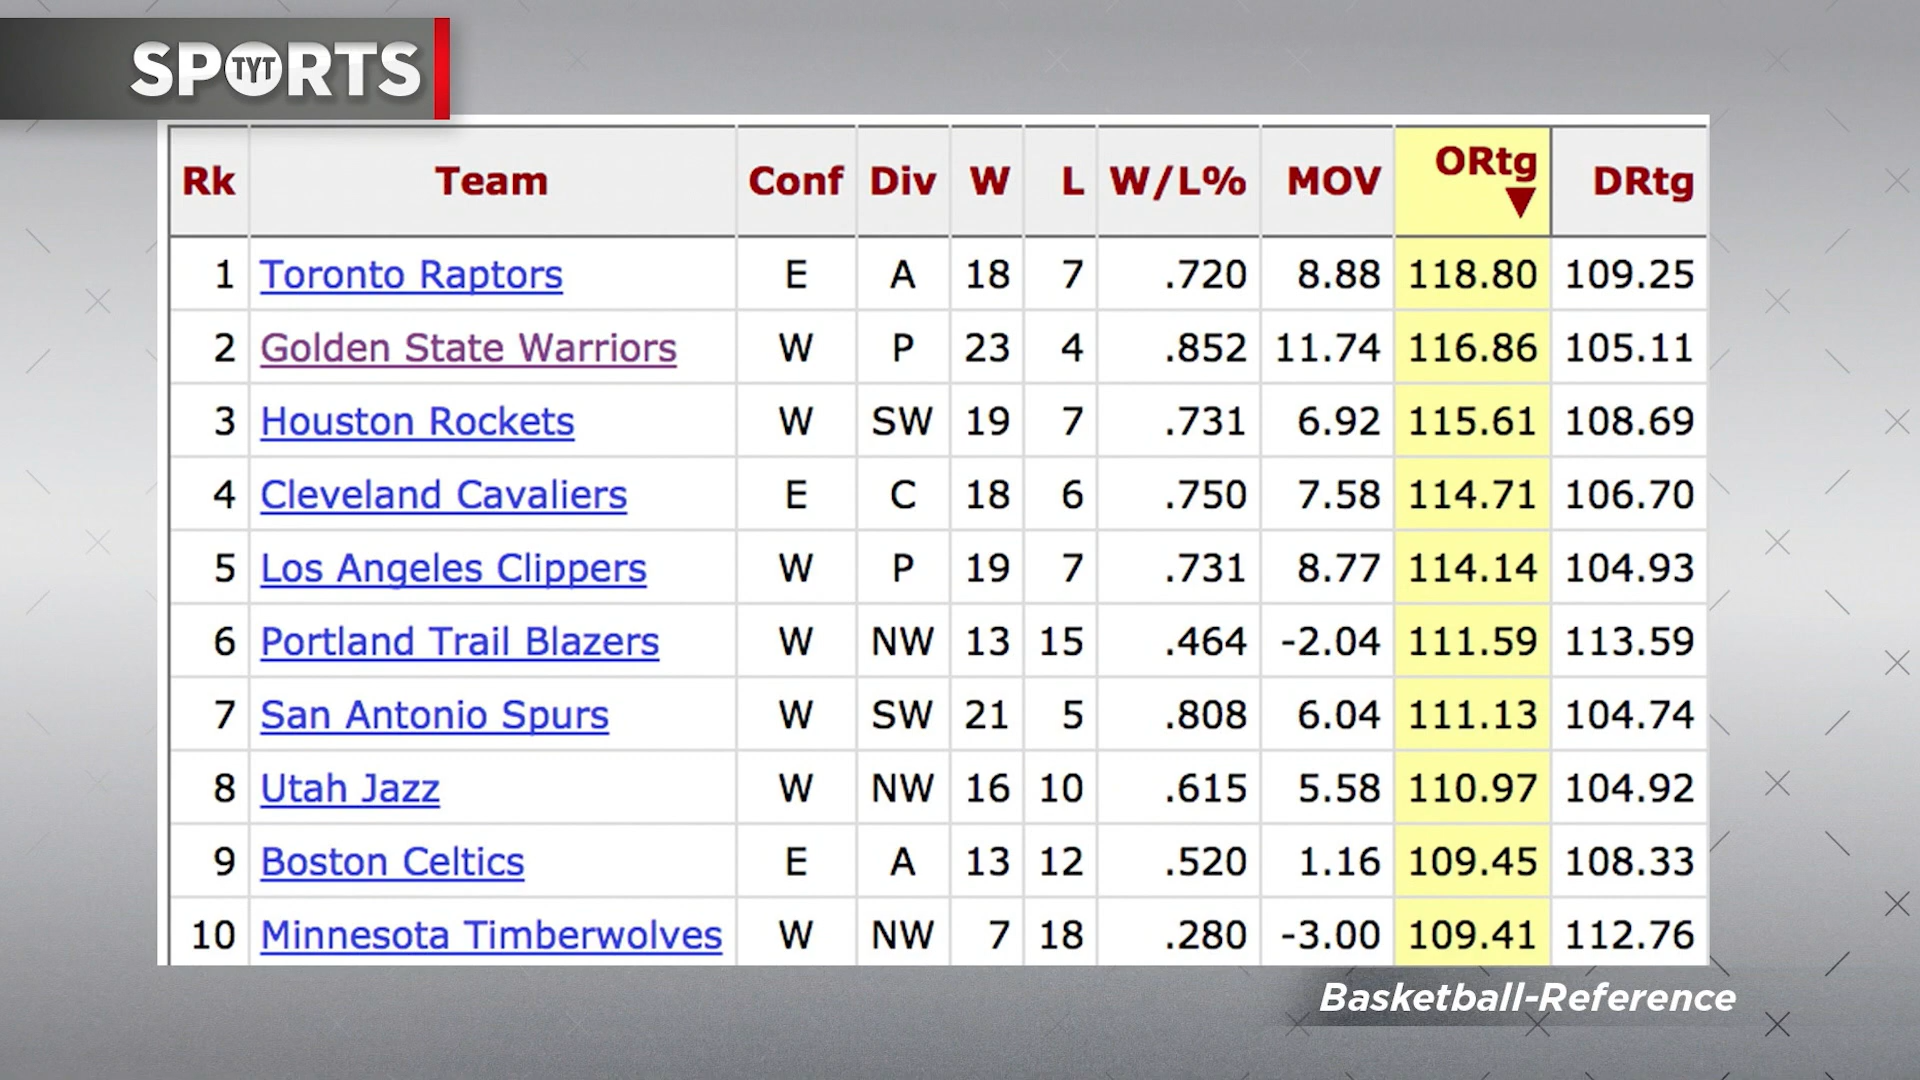 SPORTS
TYT
Rk Team Conf Div W L W/L% MOV ORtg ▼ DRtg
1 Toronto Raptors E A 18 7 .720 8.88 118.80 109.25
2 Golden State Warriors W P 23 4 .852 11.74 116.86 105.11
3 Houston Rockets W SW 19 7 .731 6.92 115.61 108.69
4 Cleveland Cavaliers E C 18 6 .750 7.58 114.71 106.70
5 Los Angeles Clippers W P 19 7 .731 8.77 114.14 104.93
6 Portland Trail Blazers W NW 13 15 .464 -2.04 111.59 113.59
7 San Antonio Spurs W SW 21 5 .808 6.04 111.13 104.74
8 Utah Jazz W NW 16 10 .615 5.58 110.97 104.92
9 Boston Celtics E A 13 12 .520 1.16 109.45 108.33
10 Minnesota Timberwolves W NW 7 18 .280 -3.00 109.41 112.76
Basketball-Reference